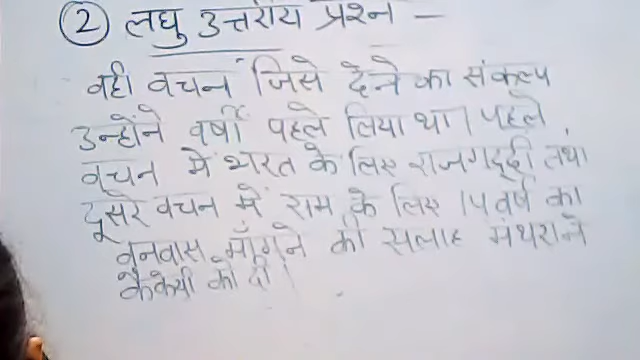 ② लघु उत्तरीय प्रश्न —
वही वचन जिसे देने का संकल्प
उन्होंने वर्षों पहले लिया था। पहले
वचन में भरत के लिए राजगद्दी तथा
दूसरे वचन में राम के लिए 14 वर्ष का
वनवास माँगने की सलाह मंथरा ने
कैकेयी को दी।